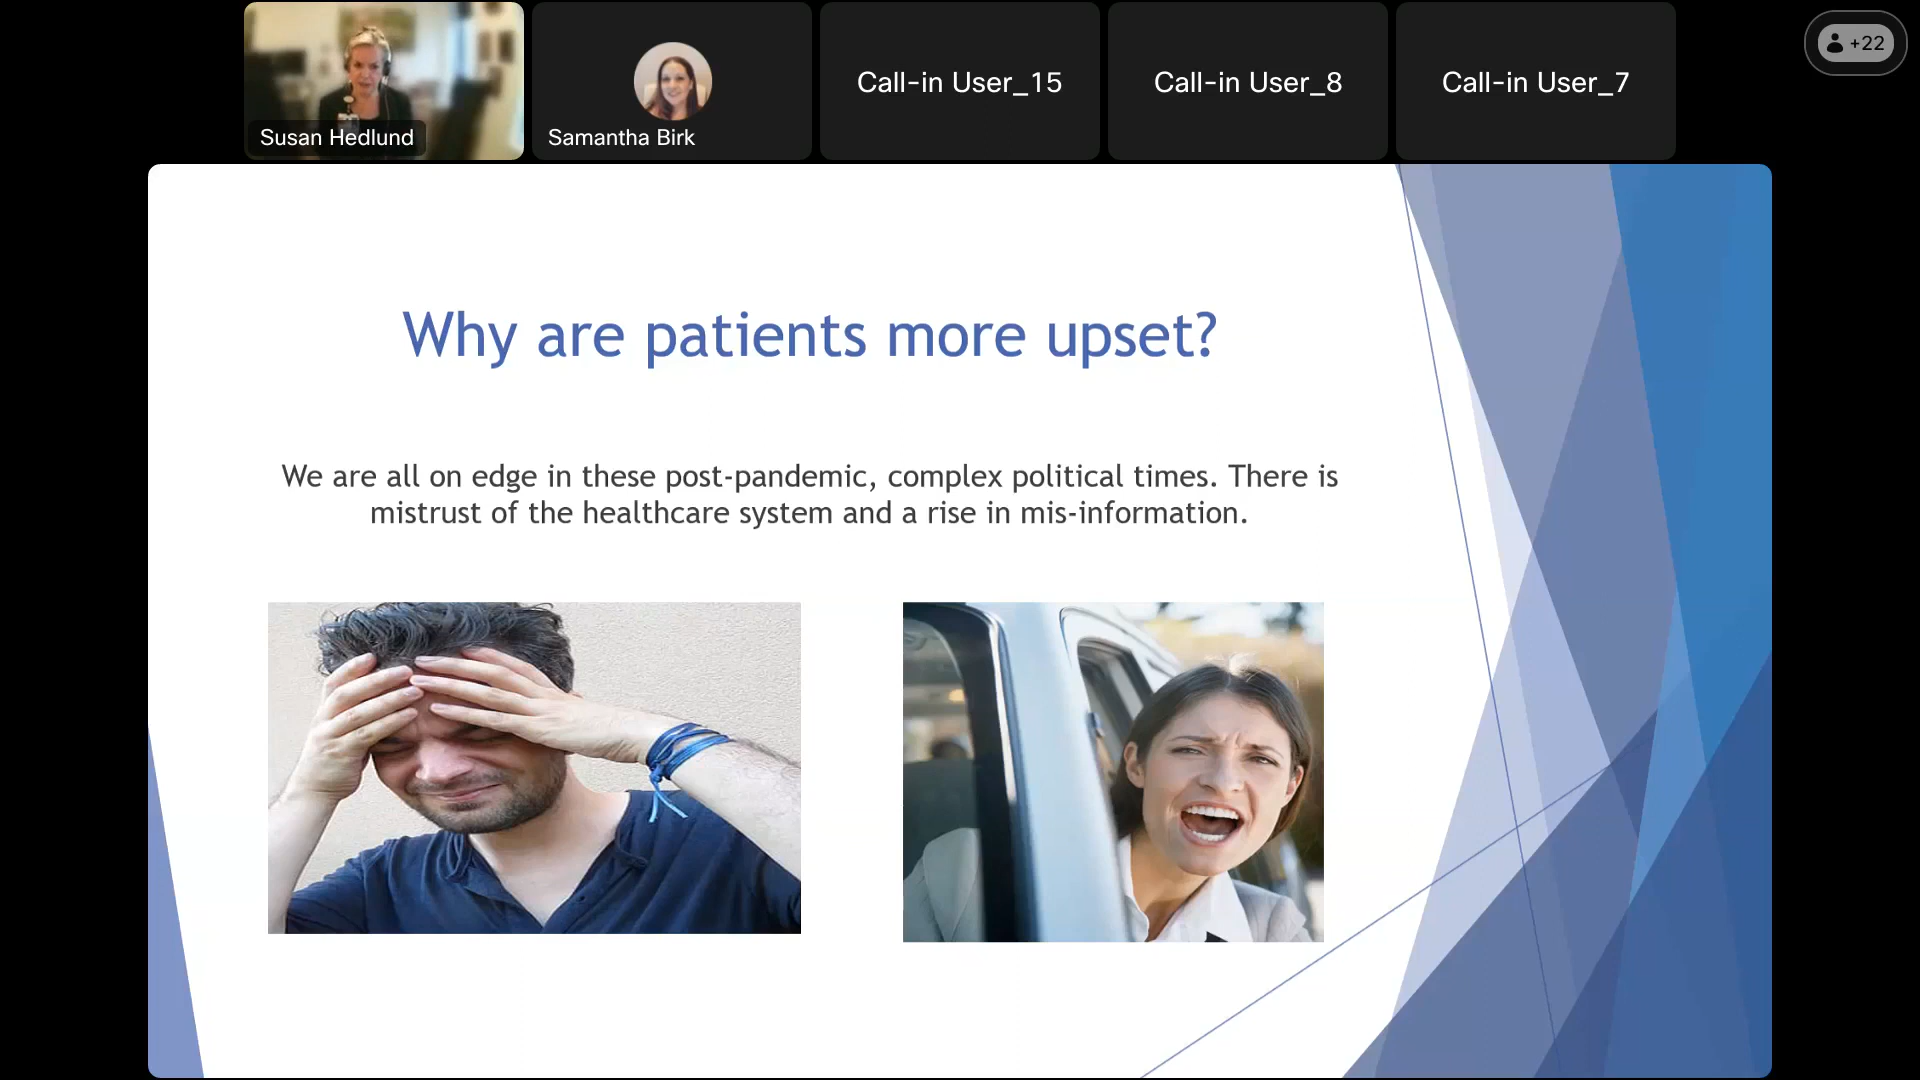 Susan Hedlund
Samantha Birk
Call-in User_15
Call-in User_8
Call-in User_7
+22
Why are patients more upset?
We are all on edge in these post-pandemic, complex political times. There is
mistrust of the healthcare system and a rise in mis-information.